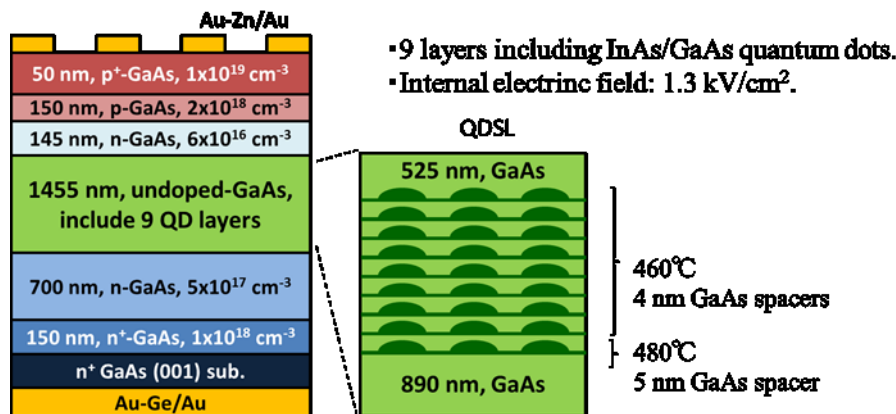 Au-Zn/Au
50 nm, p⁺-GaAs, 1x10¹⁹ cm⁻³
150 nm, p-GaAs, 2x10¹⁸ cm⁻³
145 nm, n-GaAs, 6x10¹⁶ cm⁻³
1455 nm, undoped-GaAs,
include 9 QD layers
700 nm, n-GaAs, 5x10¹⁷ cm⁻³
150 nm, n⁺-GaAs, 1x10¹⁸ cm⁻³
n⁺ GaAs (001) sub.
Au-Ge/Au
・9 layers including InAs/GaAs quantum dots.
・Internal electrinc field: 1.3 kV/cm².
QDSL
525 nm, GaAs
890 nm, GaAs
460℃
4 nm GaAs spacers
480℃
5 nm GaAs spacer